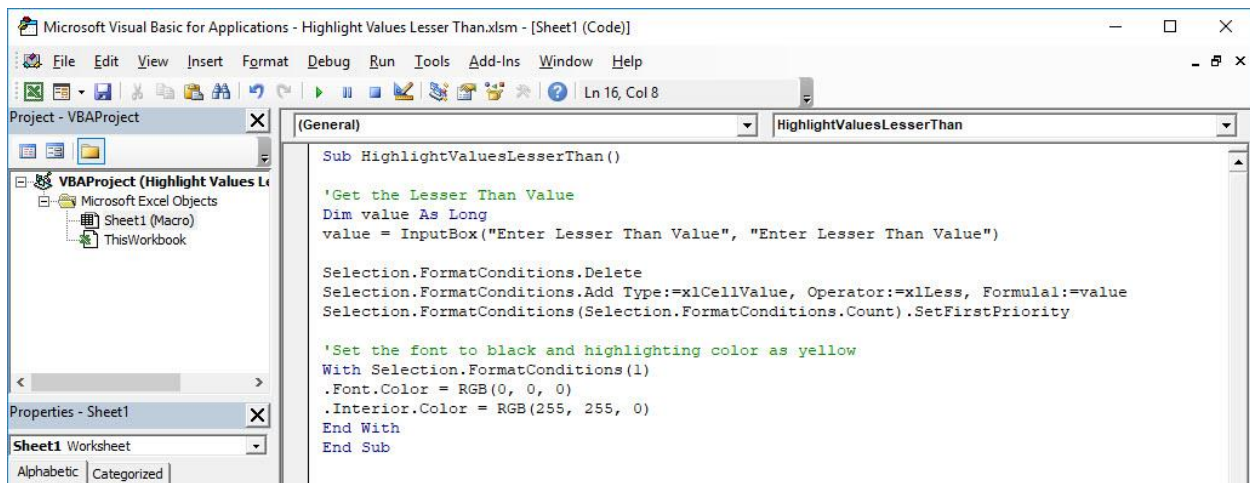 Microsoft Visual Basic for Applications - Highlight Values Lesser Than.xlsm - [Sheet1 (Code)]
File Edit View Insert Format Debug Run Tools Add-Ins Window Help
Ln 16, Col 8
Project - VBAProject
(General) HighlightValuesLesserThan
VBAProject (Highlight Values Le
Microsoft Excel Objects
Sheet1 (Macro)
ThisWorkbook
Properties - Sheet1
Sheet1 Worksheet
Alphabetic Categorized
Sub HighlightValuesLesserThan()
'Get the Lesser Than Value
Dim value As Long
value = InputBox("Enter Lesser Than Value", "Enter Lesser Than Value")
Selection.FormatConditions.Delete
Selection.FormatConditions.Add Type:=xlCellValue, Operator:=xlLess, Formula1:=value
Selection.FormatConditions(Selection.FormatConditions.Count).SetFirstPriority
'Set the font to black and highlighting color as yellow
With Selection.FormatConditions(1)
.Font.Color = RGB(0, 0, 0)
.Interior.Color = RGB(255, 255, 0)
End With
End Sub